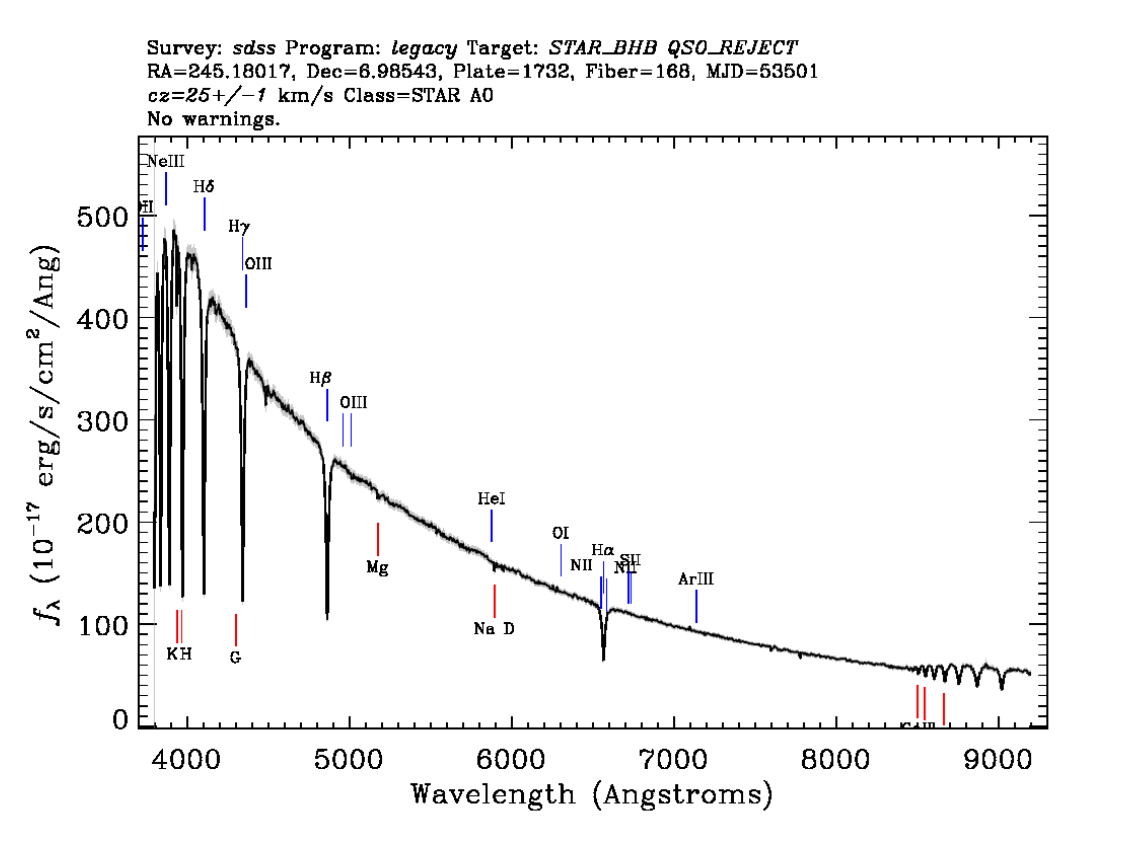 Survey: sdss Program: legacy Target: STAR_BHB QSO_REJECT
RA=245.18017, Dec=6.98543, Plate=1732, Fiber=168, MJD=53501
cz=25+/-1 km/s Class=STAR A0
No warnings.
NeIII
Hδ
Hγ
OIII
Hβ
OIII
HeI
OI
Hα
NII
SII
NII
ArIII
Mg
Na D
K H
G
500
400
300
200
100
0
4000 5000 6000 7000 8000 9000
Wavelength (Angstroms)
fλ (10⁻¹⁷ erg/s/cm²/Ang)